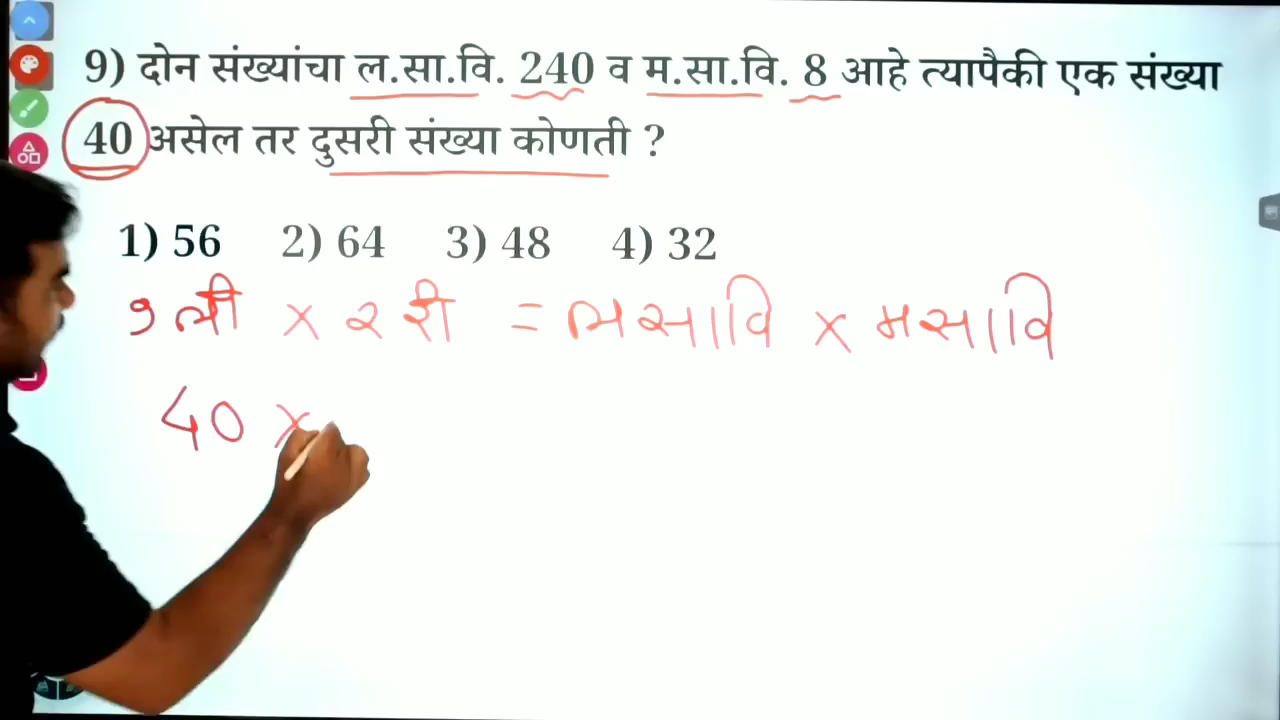 9) दोन संख्यांचा ल.सा.वि. 240 व म.सा.वि. 8 आहे त्यापैकी एक संख्या
40 असेल तर दुसरी संख्या कोणती ?
1) 56 2) 64 3) 48 4) 32
१ली × २ री = लसावि × मसावि
40 ×